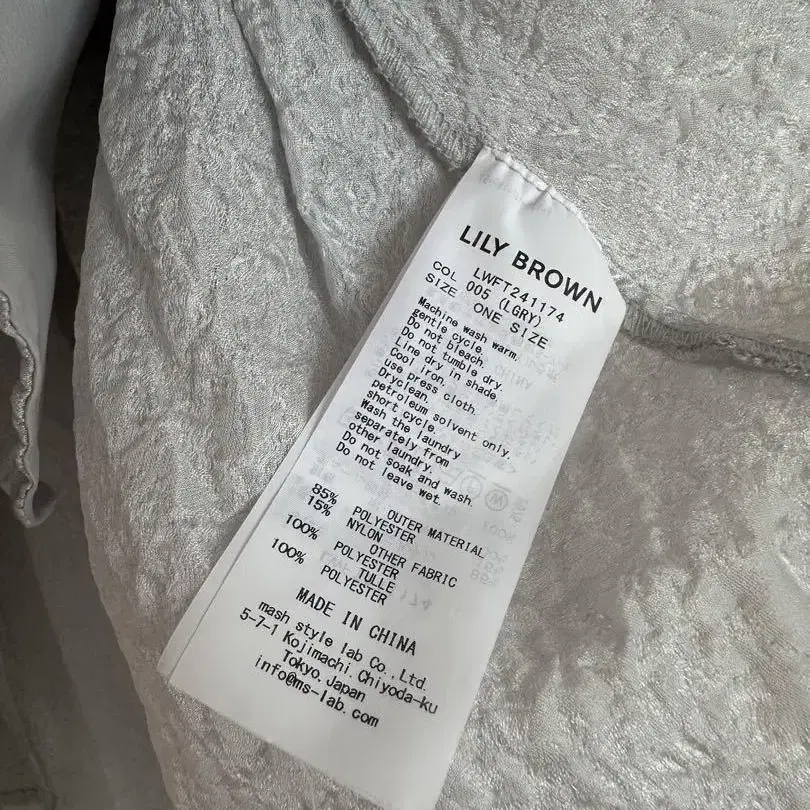 LILY BROWN
LWFT241174
COL 005 (LGRY)
SIZE ONE SIZE
Machine wash warm,
gentle cycle.
Do not bleach.
Do not tumble dry.
Line dry in shade.
Cool iron.
use press cloth.
Dryclean.
petroleum solvent only.
short cycle.
Wash the laundry
separately from
other laundry.
Do not soak and wash.
Do not leave wet.
OUTER MATERIAL
85% POLYESTER
15% NYLON
OTHER FABRIC
100% POLYESTER
TULLE
100% POLYESTER
MADE IN CHINA
mash style lab Co., Ltd.
5-7-1 Kojimachi, Chiyoda-ku
Tokyo, Japan
info@ms-lab.com